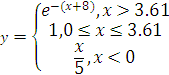 y = { e^{-(x+8)}, x > 3.61
1,0 ≤ x ≤ 3.61
x/5, x < 0